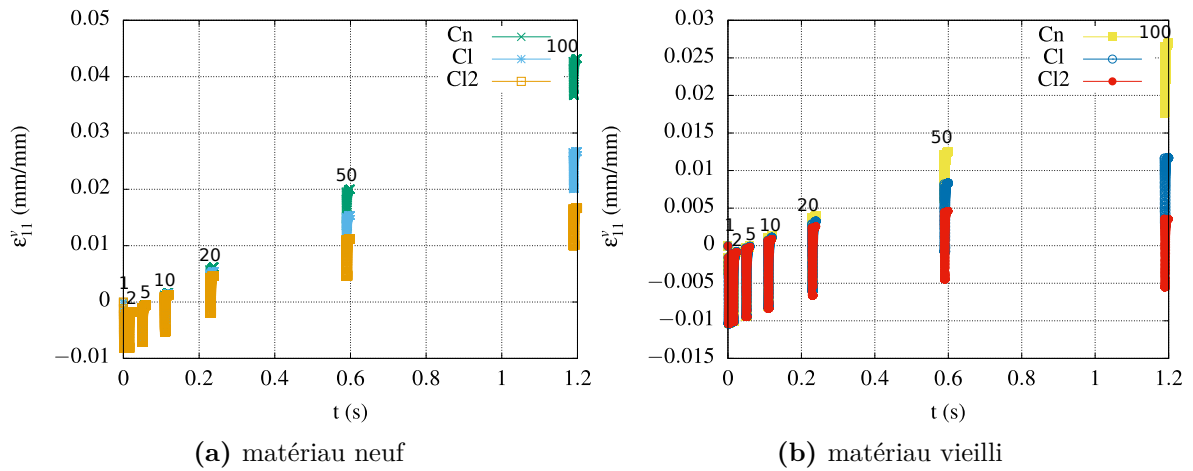 0.05
0.04
0.03
0.02
0.01
0
−0.01
0 0.2 0.4 0.6 0.8 1 1.2
ε^v_11 (mm/mm)
t (s)
Cn
Cl
Cl2
1 2 5 10 20 50 100
(a) matériau neuf
0.03
0.025
0.02
0.015
0.01
0.005
0
−0.005
−0.01
−0.015
0 0.2 0.4 0.6 0.8 1 1.2
ε^v_11 (mm/mm)
t (s)
Cn
Cl
Cl2
1 2 5 10 20 50 100
(b) matériau vieilli